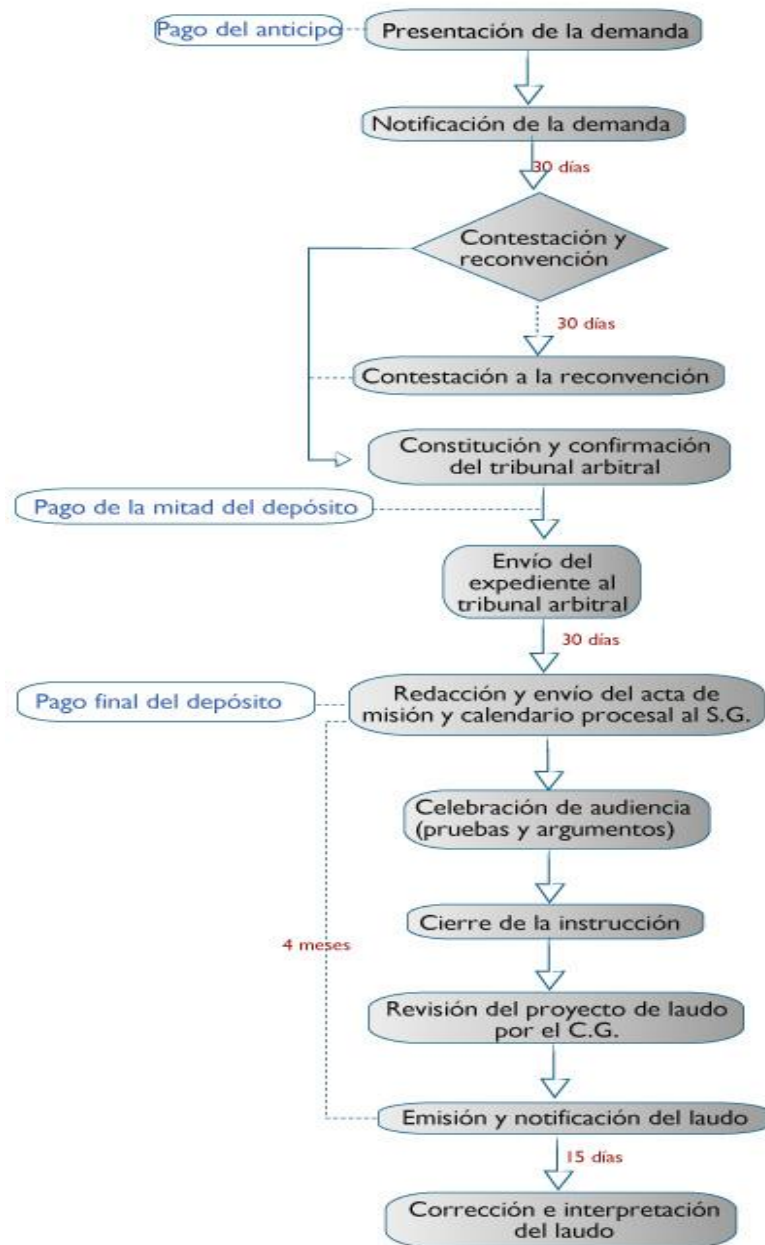 Pago del anticipo
Presentación de la demanda
Notificación de la demanda
30 días
Contestación y
reconvención
30 días
Contestación a la reconvención
Constitución y confirmación
del tribunal arbitral
Pago de la mitad del depósito
Envío del
expediente al
tribunal arbitral
30 días
Pago final del depósito
Redacción y envío del acta de
misión y calendario procesal al S.G.
Celebración de audiencia
(pruebas y argumentos)
Cierre de la instrucción
4 meses
Revisión del proyecto de laudo
por el C.G.
Emisión y notificación del laudo
15 días
Corrección e interpretación
del laudo